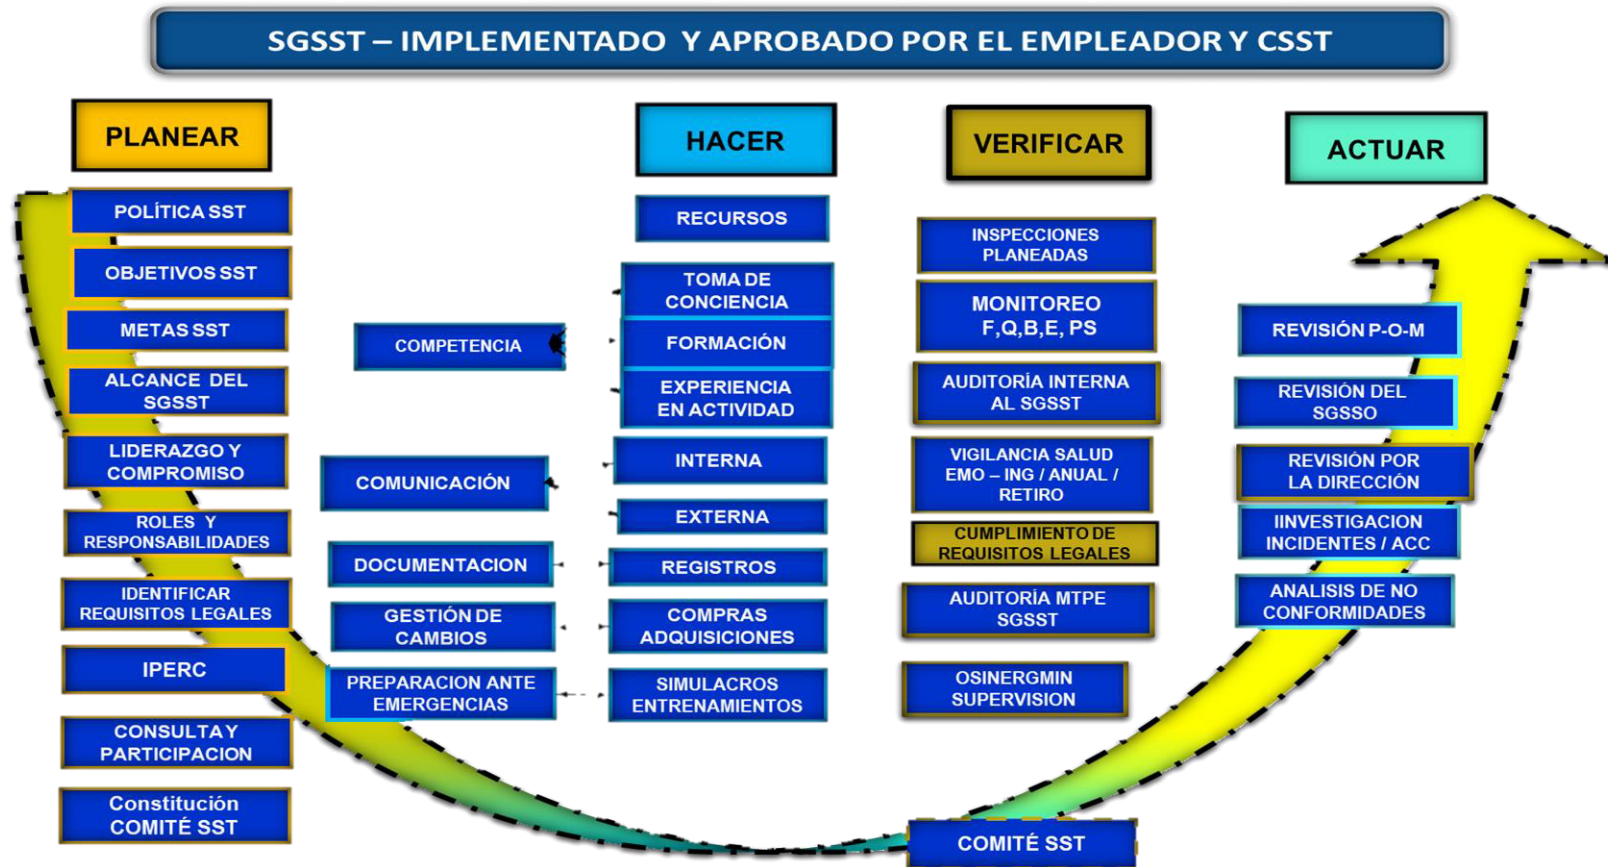 SGSST – IMPLEMENTADO Y APROBADO POR EL EMPLEADOR Y CSST
PLANEAR
POLÍTICA SST
OBJETIVOS SST
METAS SST
ALCANCE DEL
SGSST
LIDERAZGO Y
COMPROMISO
ROLES Y
RESPONSABILIDADES
IDENTIFICAR
REQUISITOS LEGALES
IPERC
CONSULTA Y
PARTICIPACION
Constitución
COMITÉ SST
HACER
RECURSOS
COMPETENCIA
TOMA DE
CONCIENCIA
FORMACIÓN
EXPERIENCIA
EN ACTIVIDAD
COMUNICACIÓN
INTERNA
EXTERNA
DOCUMENTACION
REGISTROS
GESTIÓN DE
CAMBIOS
COMPRAS
ADQUISICIONES
PREPARACION ANTE
EMERGENCIAS
SIMULACROS
ENTRENAMIENTOS
VERIFICAR
INSPECCIONES
PLANEADAS
MONITOREO
F,Q,B,E, PS
AUDITORÍA INTERNA
AL SGSST
VIGILANCIA SALUD
EMO – ING / ANUAL /
RETIRO
CUMPLIMIENTO DE
REQUISITOS LEGALES
AUDITORÍA MTPE
SGSST
OSINERGMIN
SUPERVISION
COMITÉ SST
ACTUAR
REVISIÓN P-O-M
REVISIÓN DEL
SGSSO
REVISIÓN POR
LA DIRECCIÓN
IINVESTIGACION
INCIDENTES / ACC
ANALISIS DE NO
CONFORMIDADES